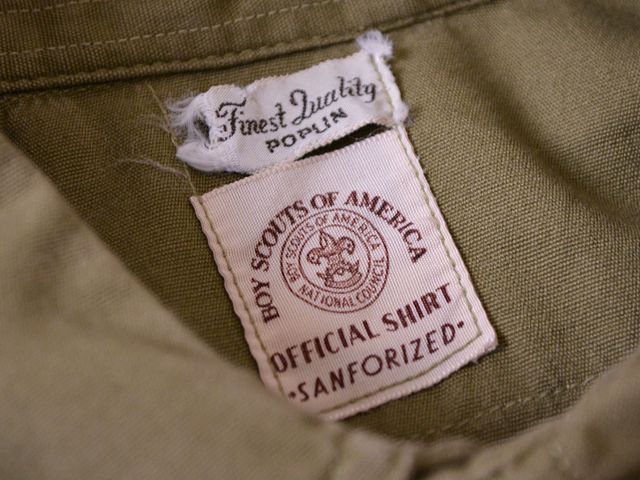 Finest Quality
POPLIN
BOY SCOUTS OF AMERICA
BOY SCOUTS OF AMERICA
NATIONAL COUNCIL
OFFICIAL SHIRT
·SANFORIZED·